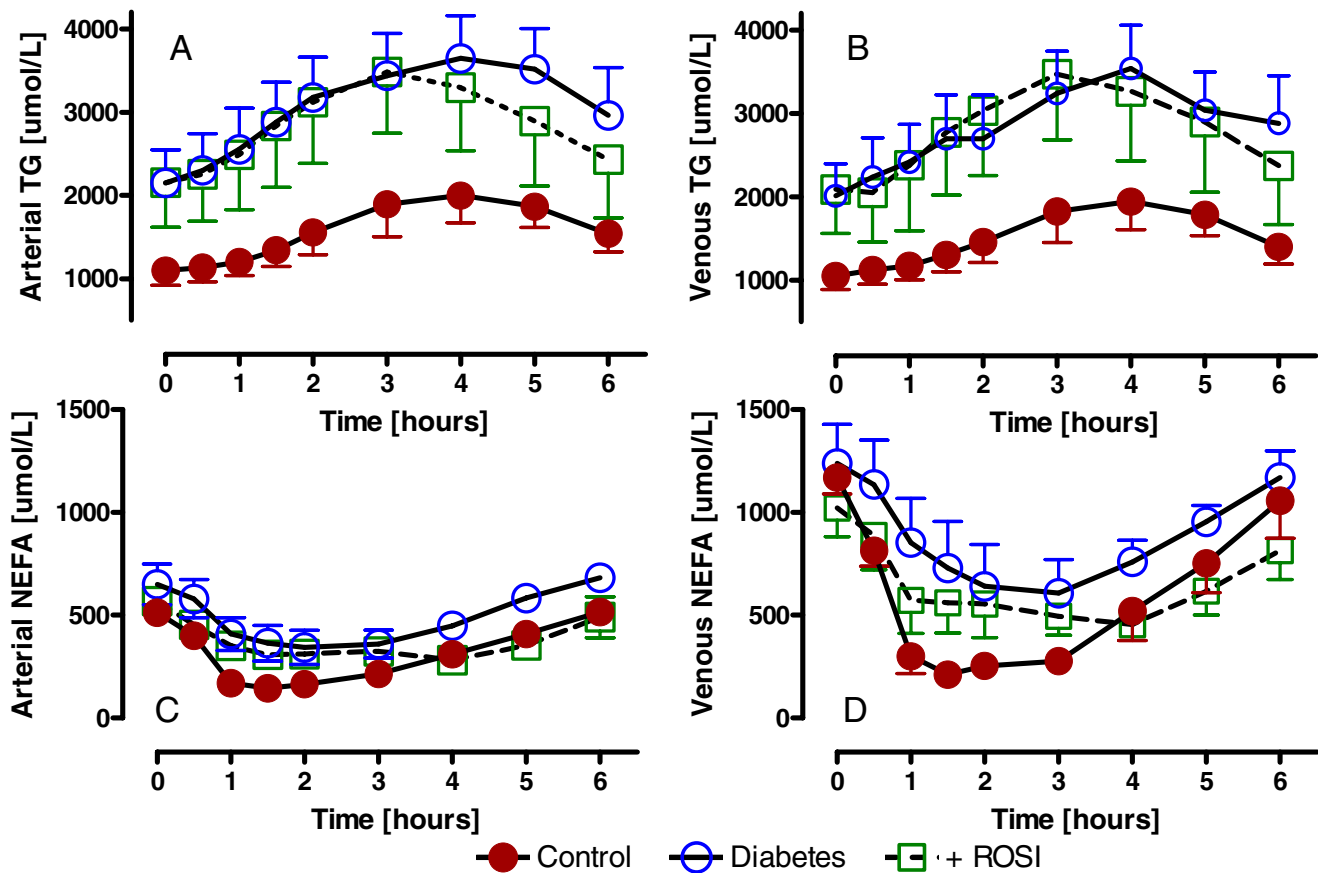 A
Arterial TG [umol/L]
4000
3000
2000
1000
0 1 2 3 4 5 6
Time [hours]
B
Venous TG [umol/L]
4000
3000
2000
1000
0 1 2 3 4 5 6
Time [hours]
C
Arterial NEFA [umol/L]
1500
1000
500
0
0 1 2 3 4 5 6
Time [hours]
D
Venous NEFA [umol/L]
1500
1000
500
0
0 1 2 3 4 5 6
Time [hours]
Control Diabetes + ROSI